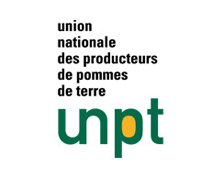 union
nationale
des producteurs
de pommes
de terre
unpt